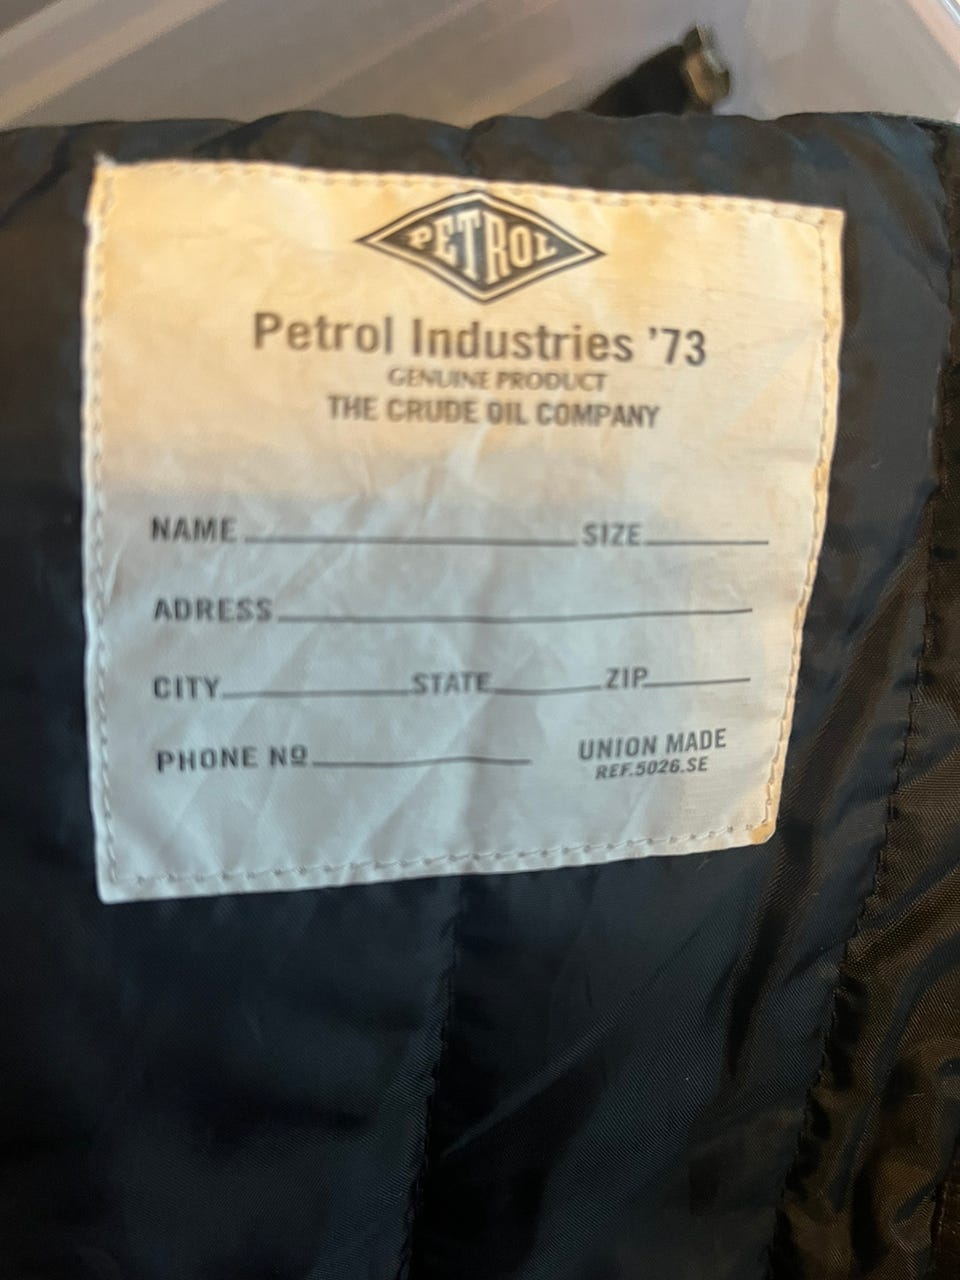 PETROL
Petrol Industries '73
GENUINE PRODUCT
THE CRUDE OIL COMPANY
NAME SIZE
ADRESS
CITY STATE ZIP
PHONE Nº UNION MADE
REF.5026.SE